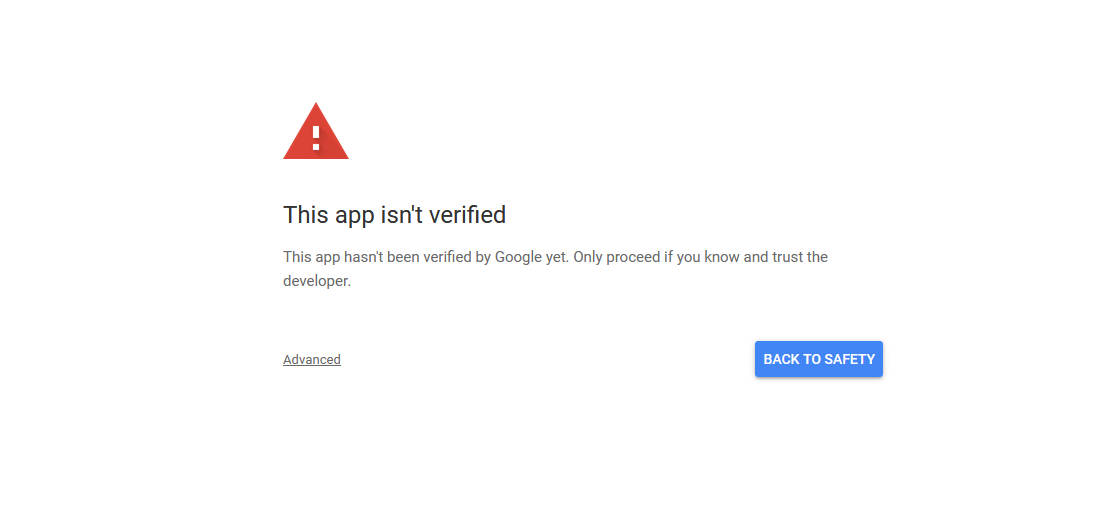 This app isn't verified
This app hasn't been verified by Google yet. Only proceed if you know and trust the
developer.
Advanced
BACK TO SAFETY